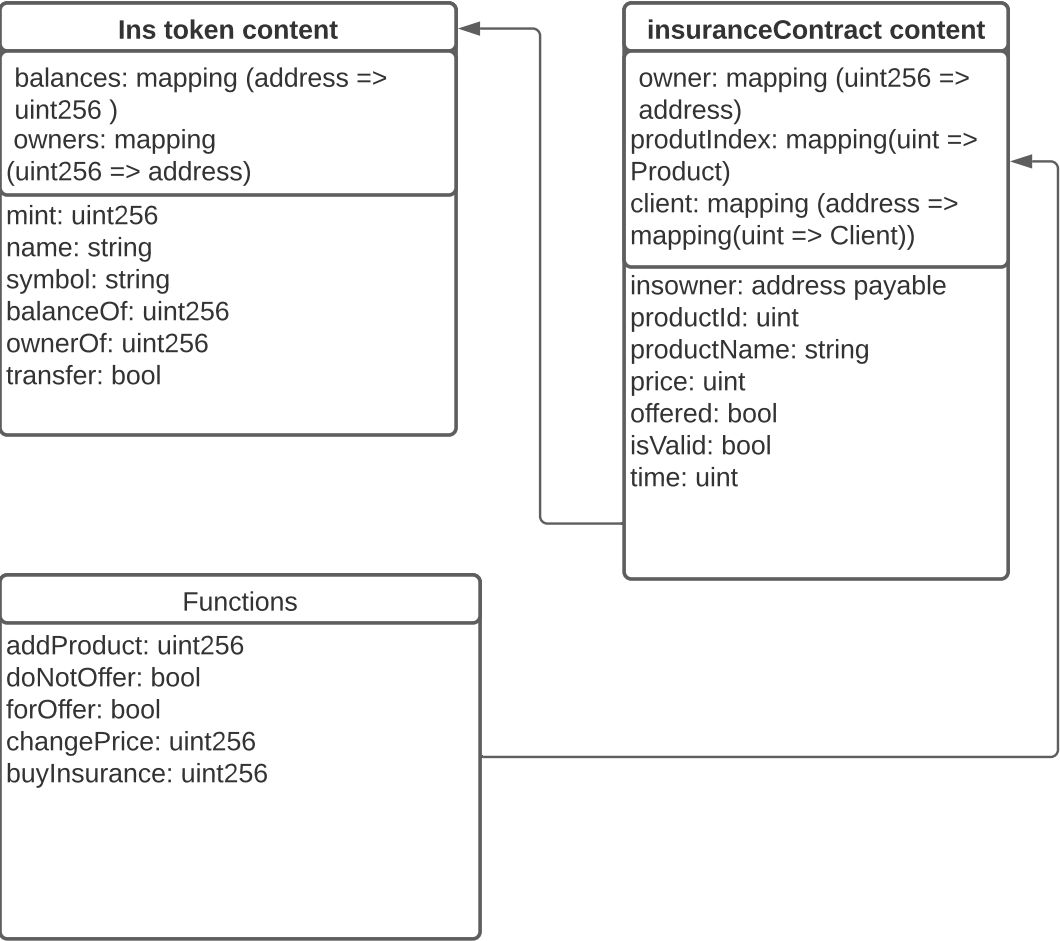 Ins token content
balances: mapping (address =>
uint256 )
owners: mapping
(uint256 => address)
mint: uint256
name: string
symbol: string
balanceOf: uint256
ownerOf: uint256
transfer: bool
insuranceContract content
owner: mapping (uint256 =>
address)
produtIndex: mapping(uint =>
Product)
client: mapping (address =>
mapping(uint => Client))
insowner: address payable
productId: uint
productName: string
price: uint
offered: bool
isValid: bool
time: uint
Functions
addProduct: uint256
doNotOffer: bool
forOffer: bool
changePrice: uint256
buyInsurance: uint256